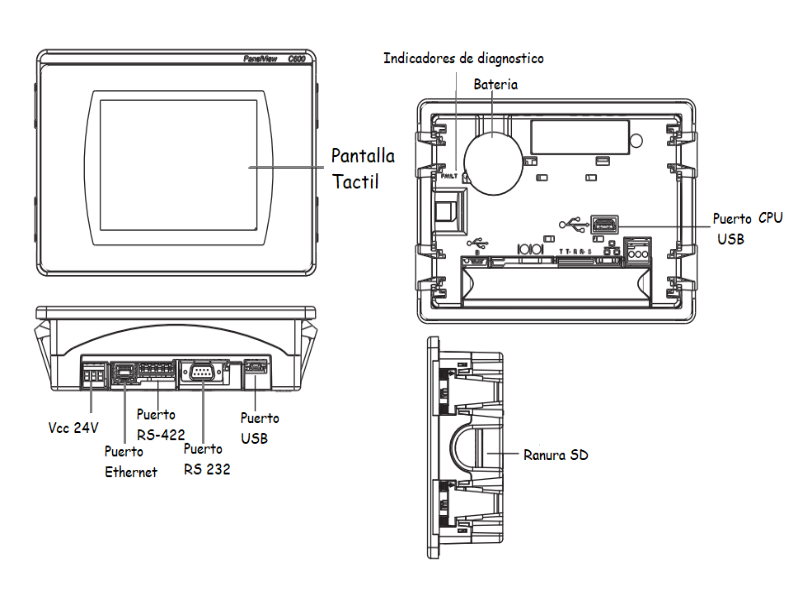 PanelView C600
Pantalla
Tactil
Indicadores de diagnostico
Bateria
FAULT
Puerto CPU
USB
Vcc 24V
Puerto
Ethernet
Puerto
RS-422
Puerto
RS 232
Puerto
USB
Ranura SD